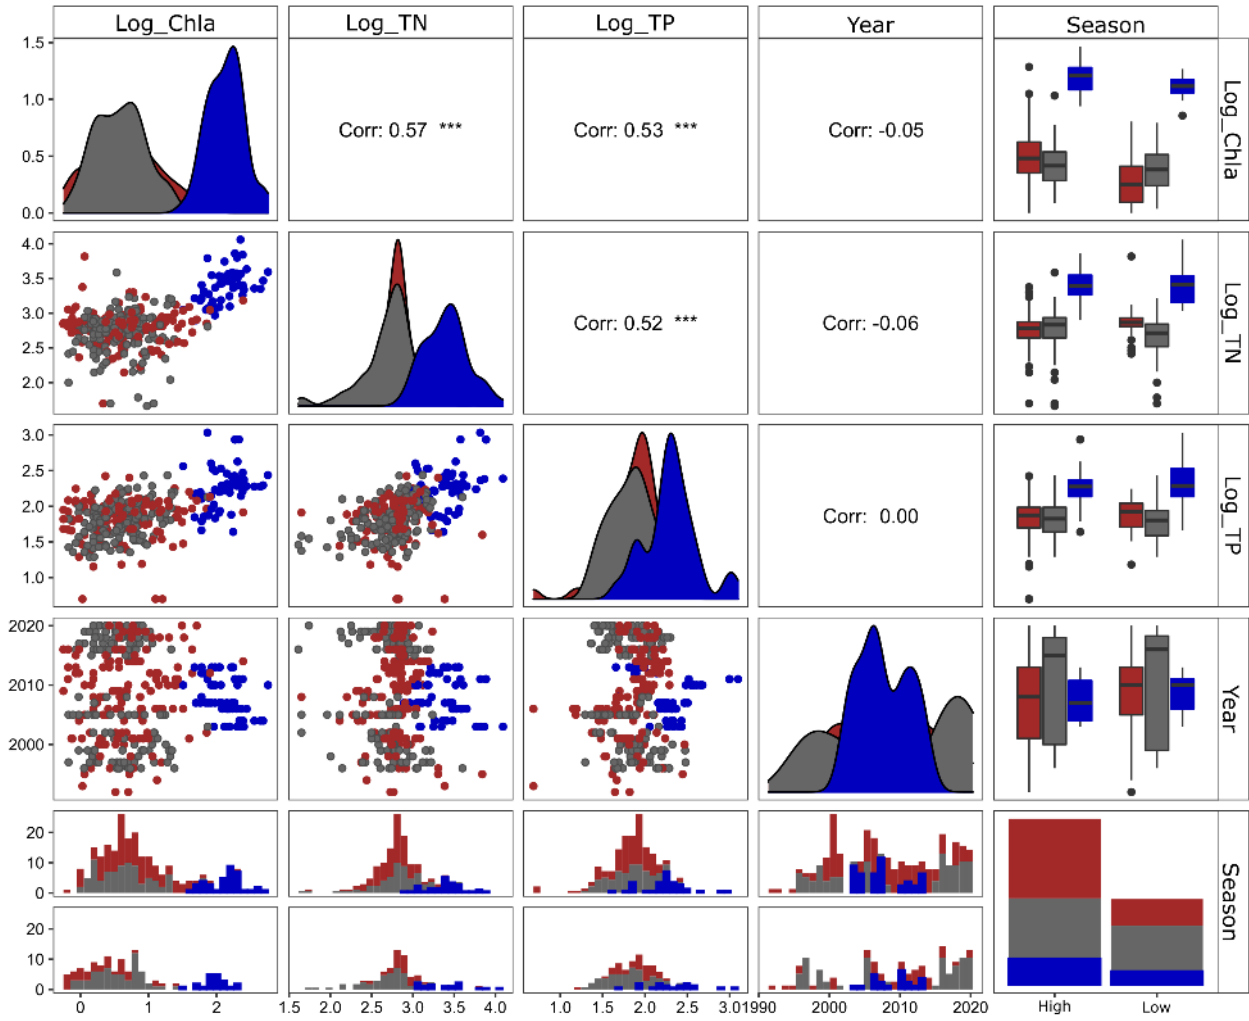 Log_Chla Log_TN Log_TP Year Season
1.5
1.0
0.5
0.0
Corr: 0.57 ***
Corr: 0.53 ***
Corr: -0.05
Log_Chla
4.0
3.5
3.0
2.5
2.0
Corr: 0.52 ***
Corr: -0.06
Log_TN
3.0
2.5
2.0
1.5
1.0
Corr: 0.00
Log_TP
2020
2010
2000
Year
20
10
0
20
10
0
Season
0 1 2 1.5 2.0 2.5 3.0 3.5 4.0 1.0 1.5 2.0 2.5 3.0 1990 2000 2010 2020 High Low